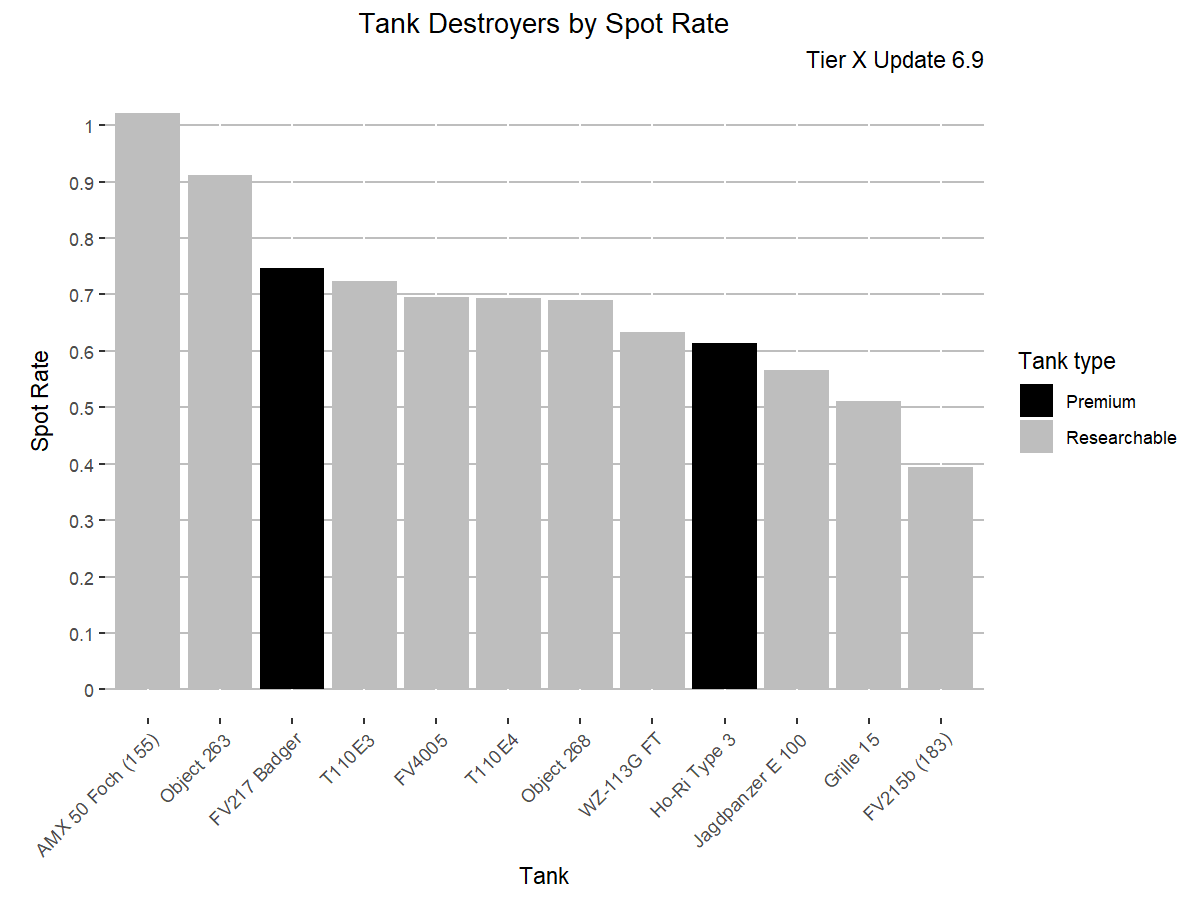 Tank Destroyers by Spot Rate
Tier X Update 6.9
Spot Rate
1
0.9
0.8
0.7
0.6
0.5
0.4
0.3
0.2
0.1
0
AMX 50 Foch (155)
Object 263
FV217 Badger
T110E3
FV4005
T110E4
Object 268
WZ-113G FT
Ho-Ri Type 3
Jagdpanzer E 100
Grille 15
FV215b (183)
Tank
Tank type
Premium
Researchable